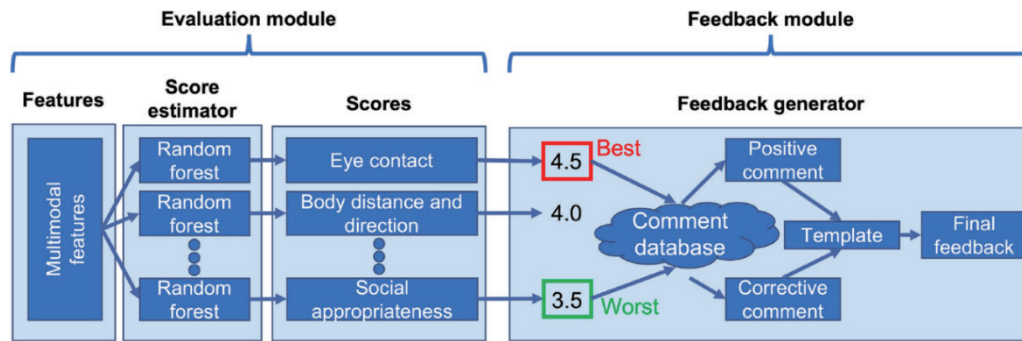 Evaluation module
Feedback module
Features
Score
estimator
Scores
Feedback generator
Multimodal
features
Random
forest
Random
forest
Random
forest
Eye contact
Body distance and
direction
Social
appropriateness
4.5
Best
4.0
3.5
Worst
Comment
database
Positive
comment
Corrective
comment
Template
Final
feedback